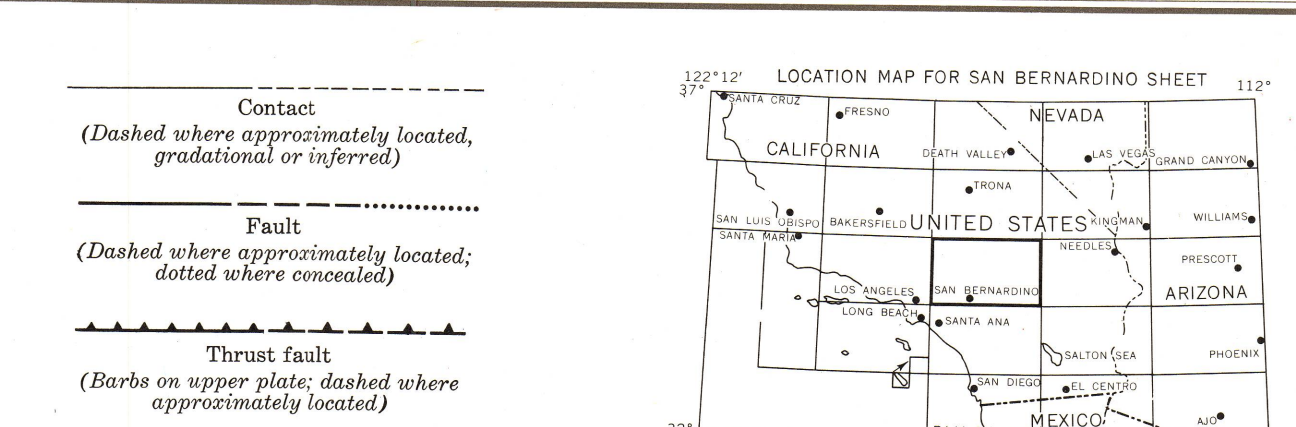 Contact
(Dashed where approximately located,
gradational or inferred)
Fault
(Dashed where approximately located;
dotted where concealed)
Thrust fault
(Barbs on upper plate; dashed where
approximately located)
LOCATION MAP FOR SAN BERNARDINO SHEET
122°12'
112°
37°
SANTA CRUZ
FRESNO
NEVADA
CALIFORNIA
DEATH VALLEY
LAS VEGAS
GRAND CANYON
TRONA
SAN LUIS OBISPO
BAKERSFIELD
UNITED STATES
KINGMAN
WILLIAMS
SANTA MARIA
NEEDLES
PRESCOTT
LOS ANGELES
SAN BERNARDINO
ARIZONA
LONG BEACH
SANTA ANA
SALTON SEA
PHOENIX
SAN DIEGO
EL CENTRO
MEXICO
AJO